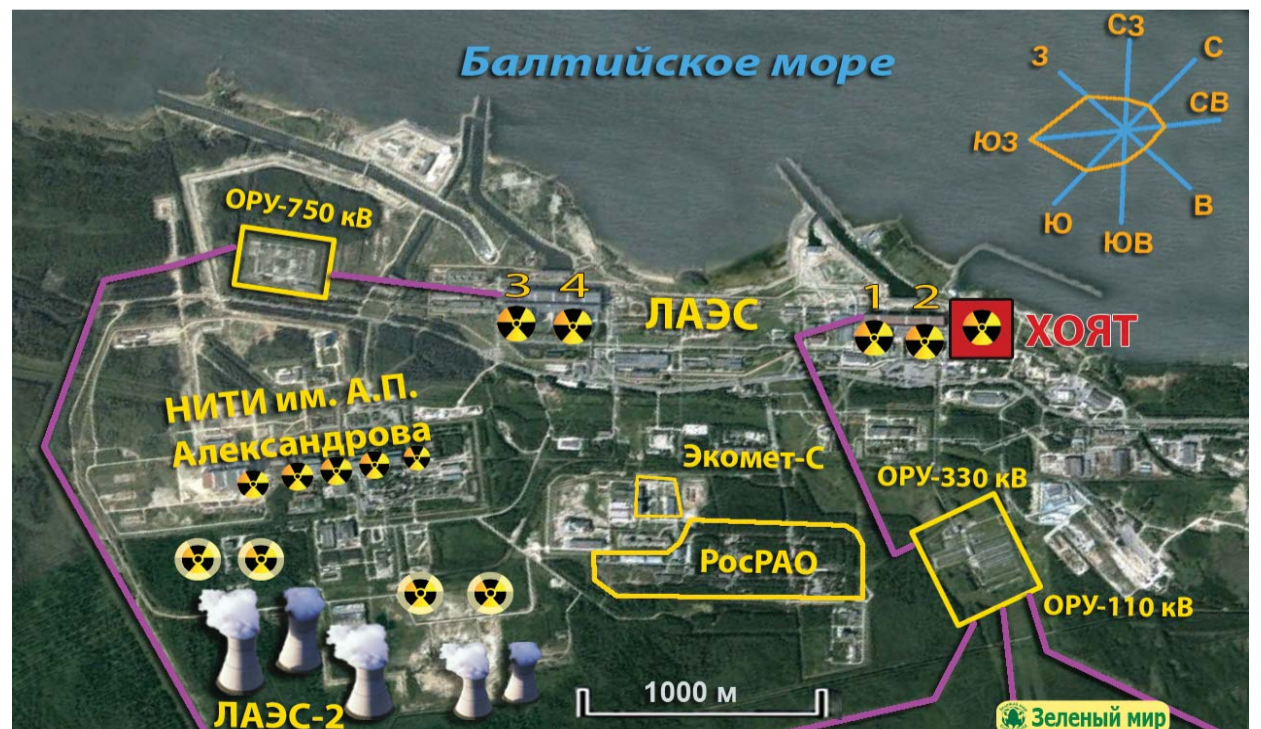 Балтийское море
СЗ
З
С
СВ
ЮЗ
В
Ю
ЮВ
ОРУ-750 кВ
3 4
ЛАЭС
1 2
ХОЯТ
НИТИ им. А.П.
Александрова
Экомет-С
ОРУ-330 кВ
РосРАО
ОРУ-110 кВ
1000 м
ЛАЭС-2
Зеленый мир